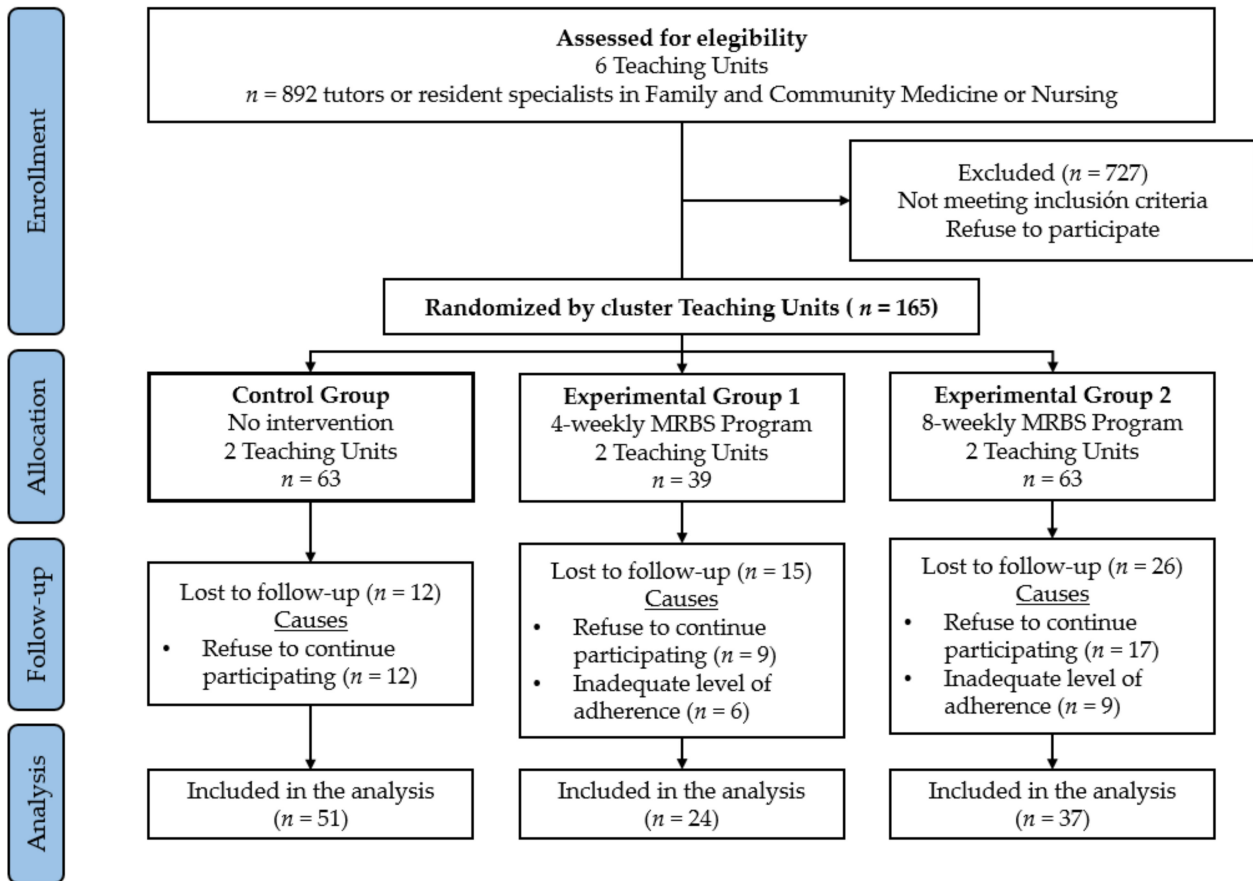 Enrollment
Assessed for elegibility
6 Teaching Units
n = 892 tutors or resident specialists in Family and Community Medicine or Nursing
Excluded (n = 727)
Not meeting inclusión criteria
Refuse to participate
Randomized by cluster Teaching Units ( n = 165)
Allocation
Control Group
No intervention
2 Teaching Units
n = 63
Experimental Group 1
4-weekly MRBS Program
2 Teaching Units
n = 39
Experimental Group 2
8-weekly MRBS Program
2 Teaching Units
n = 63
Follow-up
Lost to follow-up (n = 12)
Causes
• Refuse to continue
participating (n = 12)
Lost to follow-up (n = 15)
Causes
• Refuse to continue
participating (n = 9)
• Inadequate level of
adherence (n = 6)
Lost to follow-up (n = 26)
Causes
• Refuse to continue
participating (n = 17)
• Inadequate level of
adherence (n = 9)
Analysis
Included in the analysis
(n = 51)
Included in the analysis
(n = 24)
Included in the analysis
(n = 37)